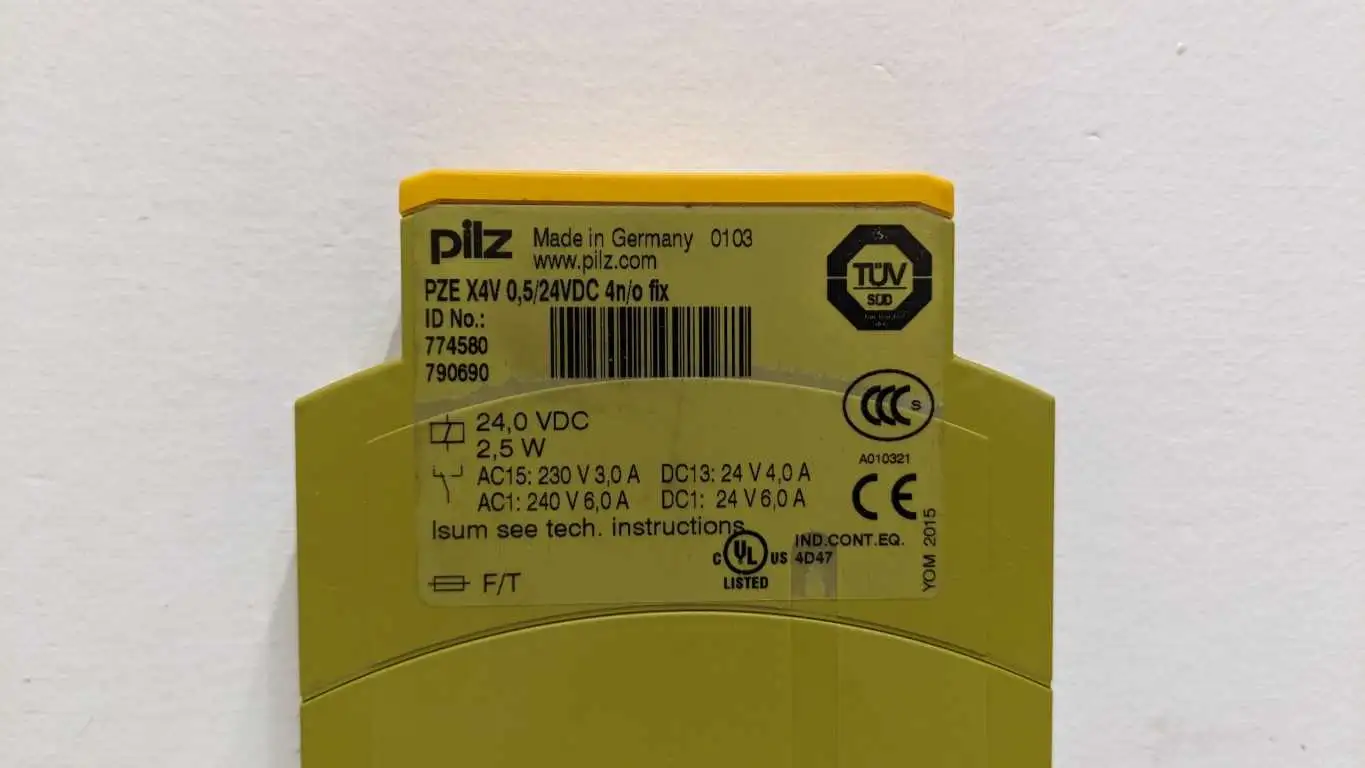 pilz Made in Germany 0103
www.pilz.com
PZE X4V 0,5/24VDC 4n/o fix
ID No.:
774580
790690
TÜV
SÜD
24,0 VDC
2,5 W
CCC S
A010321
AC15: 230 V 3,0 A DC13: 24 V 4,0 A
AC1: 240 V 6,0 A DC1: 24 V 6,0 A
CE
Isum see tech. instructions
C UL US IND.CONT.EQ.
4D47
LISTED
YOM 2015
F/T